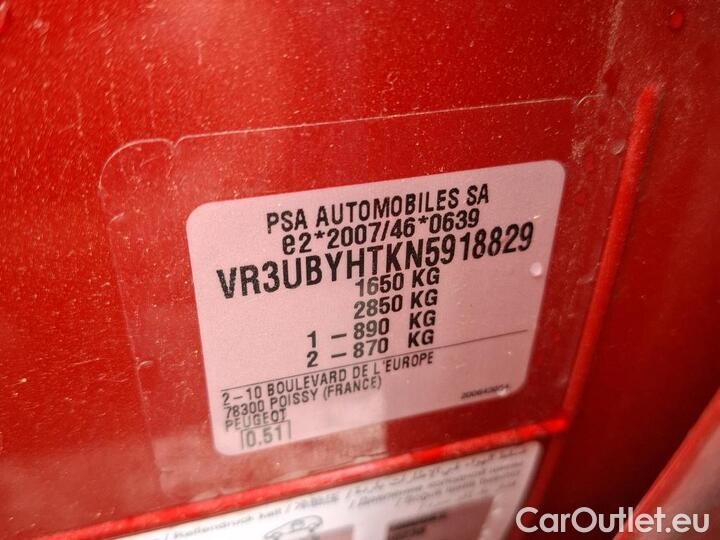 PSA AUTOMOBILES SA
e2*2007/46*0639
VR3UBYHTKN5918829
1650 KG
2850 KG
1 – 890 KG
2 – 870 KG
2–10 BOULEVARD DE L'EUROPE
78300 POISSY (FRANCE)
PEUGEOT
0.51
CarOutlet.eu